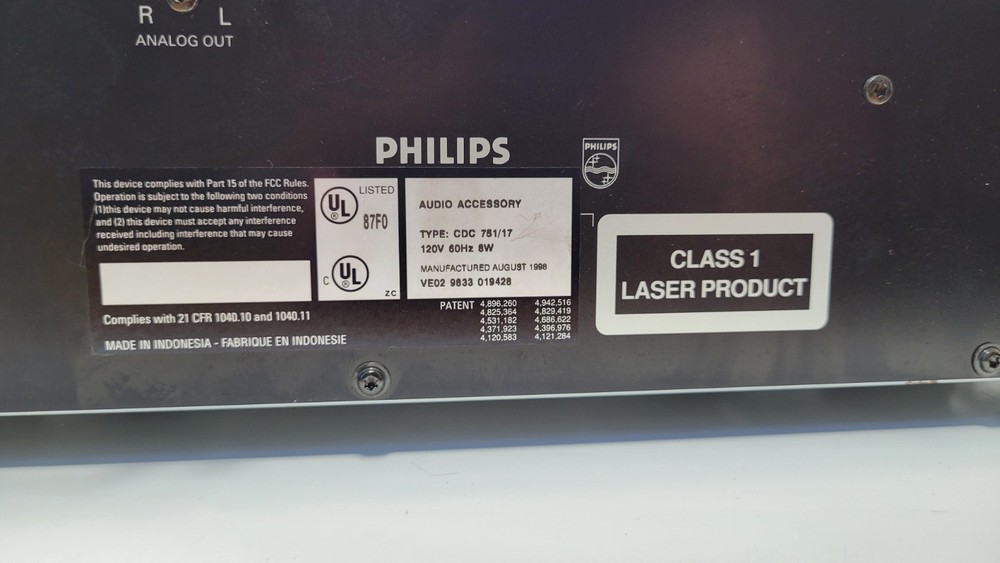 R L
ANALOG OUT
PHILIPS
PHILIPS
This device complies with Part 15 of the FCC Rules.
Operation is subject to the following two conditions
(1)this device may not cause harmful interference,
and (2) this device must accept any interference
received including interference that may cause
undesired operation.
Complies with 21 CFR 1040.10 and 1040.11
MADE IN INDONESIA - FABRIQUE EN INDONESIE
UL ® LISTED
87F0
C UL ®
ZC
AUDIO ACCESSORY
TYPE: CDC 751/17
120V 60Hz 8W
MANUFACTURED AUGUST 1998
VE02 9833 019428
PATENT 4,896,260 4,942,516
4,825,364 4,829,419
4,531,182 4,686,622
4,371,923 4,396,976
4,120,583 4,121,284
CLASS 1
LASER PRODUCT